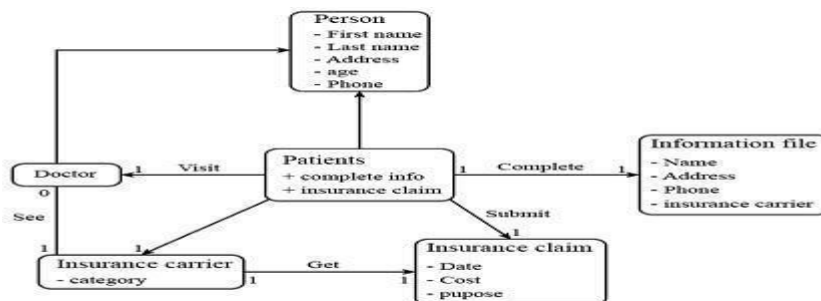 Person
- First name
- Last name
- Address
- age
- Phone
Doctor
1
Visit
Patients
+ complete info
+ insurance claim
1
Complete
1
Information file
- Name
- Address
- Phone
- insurance carrier
0
See
1
1
Submit
1
Insurance carrier
- category
1
Get
1
Insurance claim
- Date
- Cost
- pupose